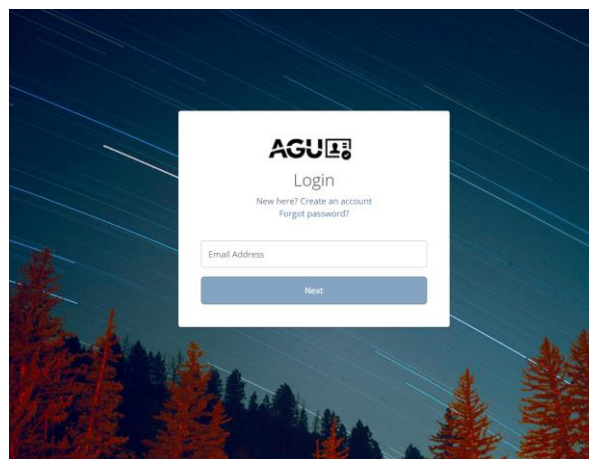 AGU
Login
New here? Create an account
Forgot password?
Email Address
Next